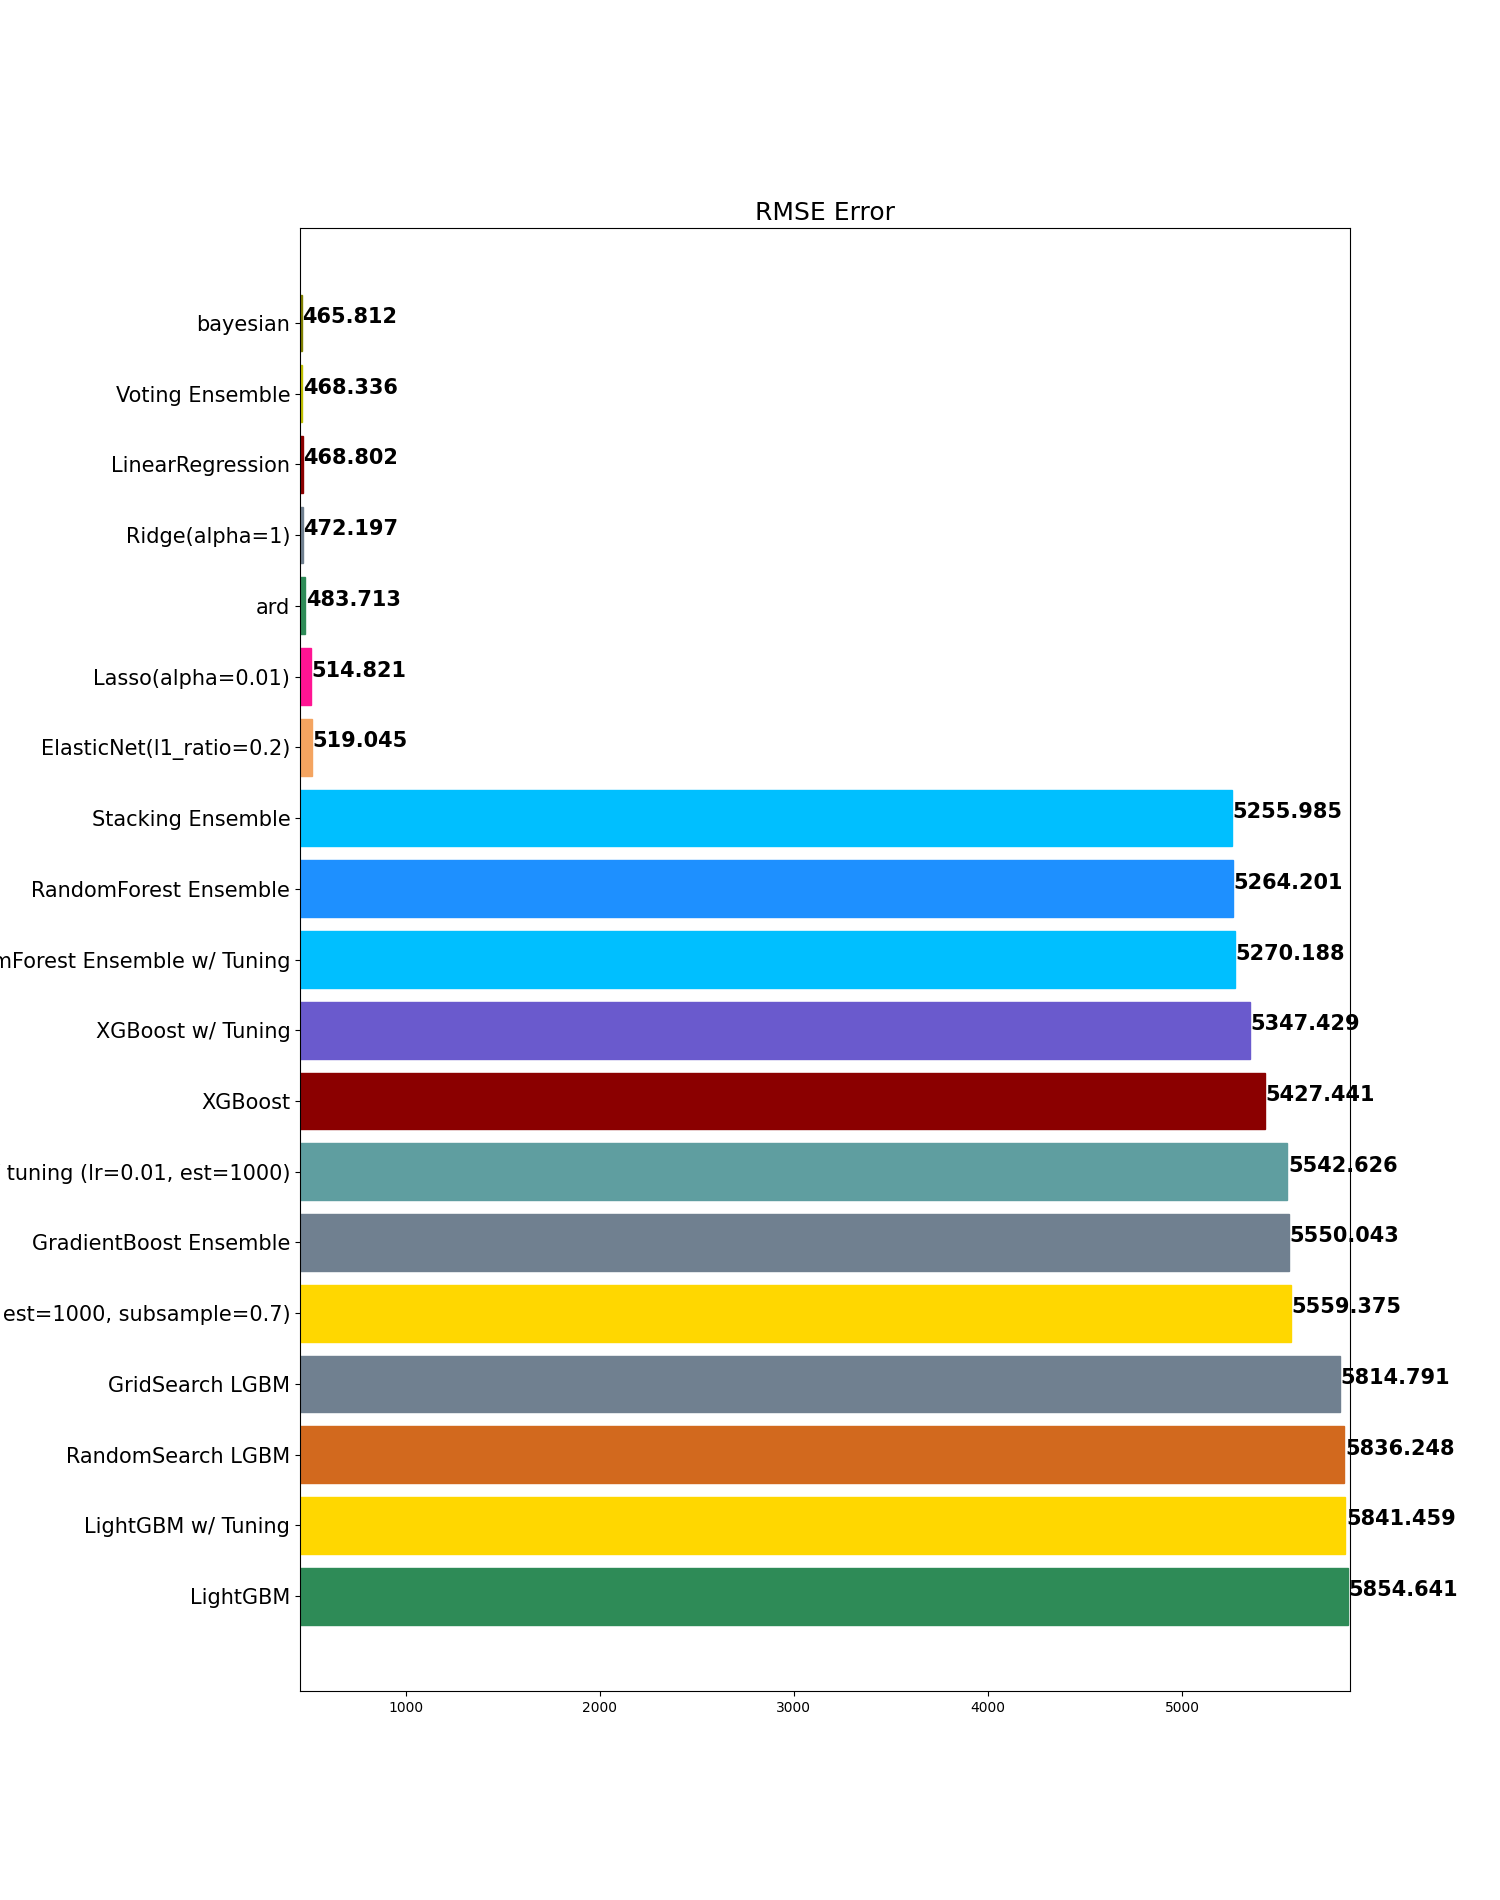 RMSE Error
bayesian 465.812
Voting Ensemble 468.336
LinearRegression 468.802
Ridge(alpha=1) 472.197
ard 483.713
Lasso(alpha=0.01) 514.821
ElasticNet(l1_ratio=0.2) 519.045
Stacking Ensemble 5255.985
RandomForest Ensemble 5264.201
mForest Ensemble w/ Tuning 5270.188
XGBoost w/ Tuning 5347.429
XGBoost 5427.441
tuning (lr=0.01, est=1000) 5542.626
GradientBoost Ensemble 5550.043
est=1000, subsample=0.7) 5559.375
GridSearch LGBM 5814.791
RandomSearch LGBM 5836.248
LightGBM w/ Tuning 5841.459
LightGBM 5854.641
1000 2000 3000 4000 5000